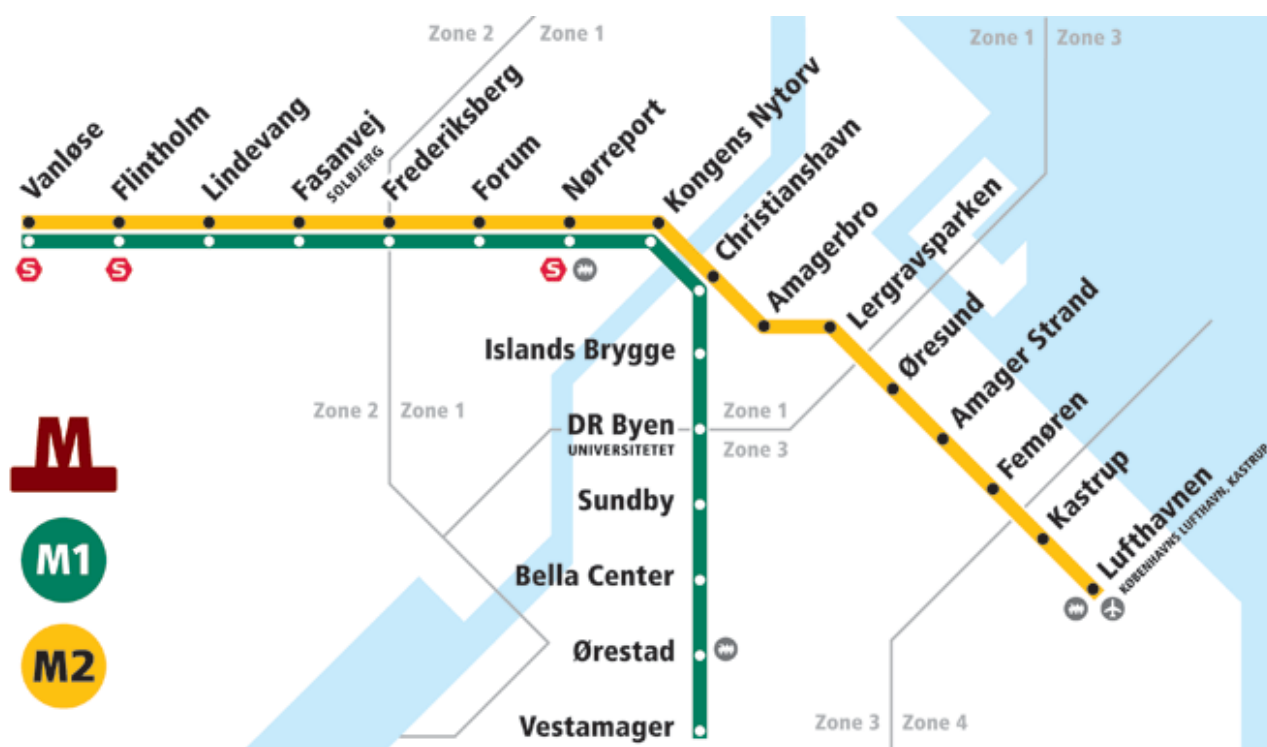 Zone 2
Zone 1
Zone 1
Zone 3
Vanløse
Flintholm
Lindevang
Fasanvej
SOLBJERG
Frederiksberg
Forum
Nørreport
Kongens Nytorv
Christianshavn
Amagerbro
Lergravsparken
Øresund
Amager Strand
Femøren
Kastrup
Lufthavnen
KØBENHAVNS LUFTHAVN, KASTRUP
S
S
S
Islands Brygge
Zone 2
Zone 1
DR Byen
UNIVERSITETET
Zone 1
Zone 3
Sundby
Bella Center
Ørestad
Vestamager
Zone 3
Zone 4
M
M1
M2